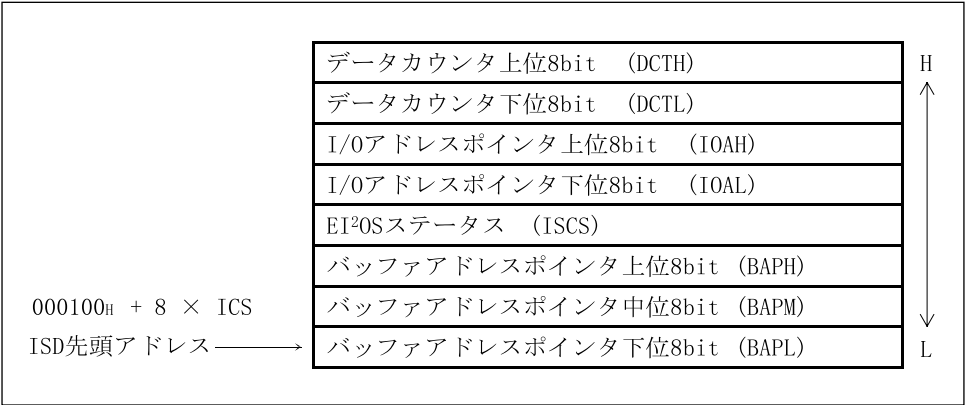 データカウンタ上位8bit (DCTH)
H
データカウンタ下位8bit (DCTL)
I/Oアドレスポインタ上位8bit (IOAH)
I/Oアドレスポインタ下位8bit (IOAL)
EI²OSステータス (ISCS)
バッファアドレスポインタ上位8bit (BAPH)
000100H + 8 × ICS
バッファアドレスポインタ中位8bit (BAPM)
ISD先頭アドレス
バッファアドレスポインタ下位8bit (BAPL)
L